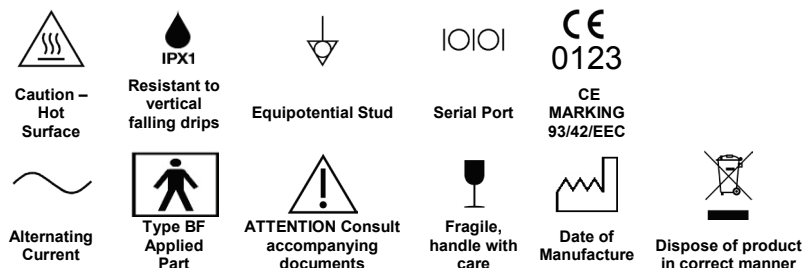 IPX1
IOIOI
CE
0123
Caution –
Hot
Surface
Resistant to
vertical
falling drips
Equipotential Stud
Serial Port
CE
MARKING
93/42/EEC
Alternating
Current
Type BF
Applied
Part
ATTENTION Consult
accompanying
documents
Fragile,
handle with
care
Date of
Manufacture
Dispose of product
in correct manner